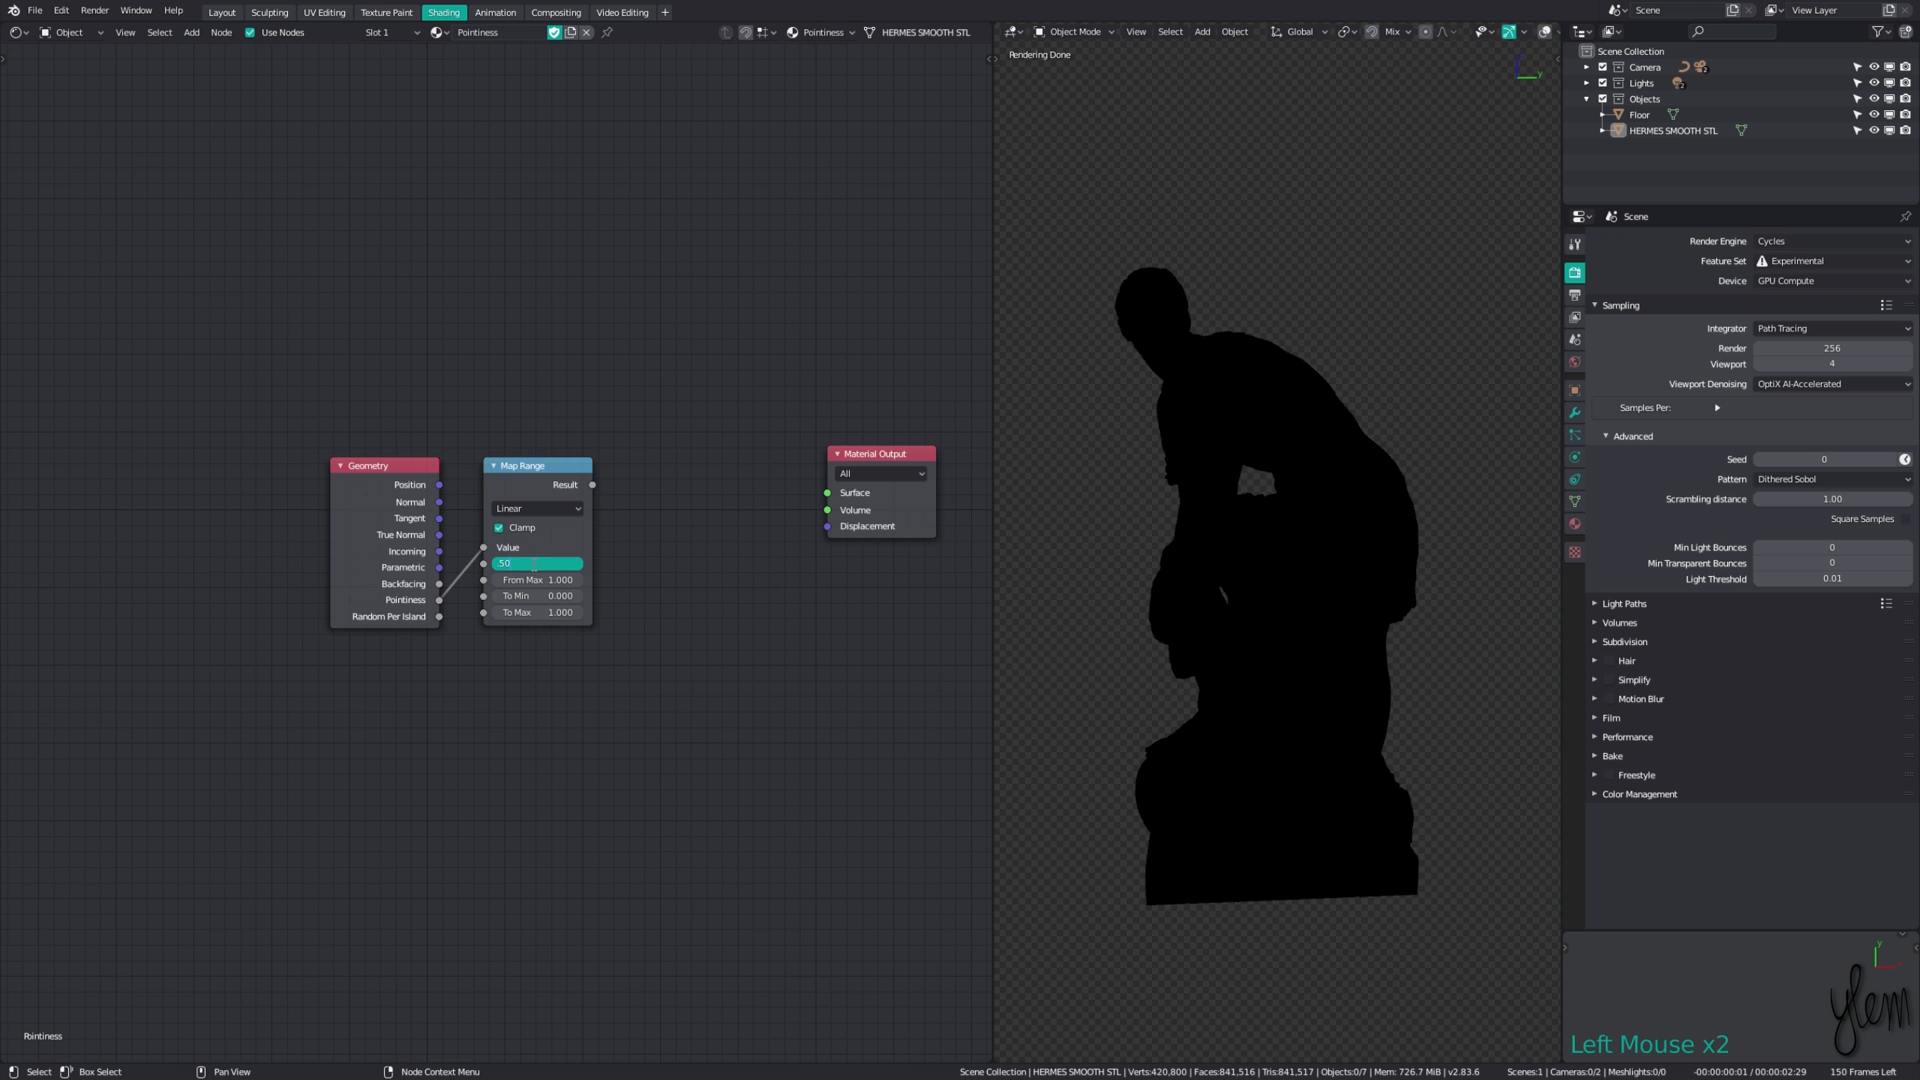 File Edit Render Window Help Layout Sculpting UV Editing Texture Paint Shading Animation Compositing Video Editing + Scene View Layer
Object View Select Add Node Use Nodes Slot 1 Pointiness Pointiness HERMES SMOOTH STL
Object Mode View Select Add Object Global Mix
Rendering Done
y
Scene Collection
Camera 2
Lights 2
Objects
Floor
HERMES SMOOTH STL
Scene
Render Engine Cycles
Feature Set Experimental
Device GPU Compute
Sampling
Integrator Path Tracing
Render 256
Viewport 4
Viewport Denoising OptiX AI-Accelerated
Samples Per:
Advanced
Seed 0
Pattern Dithered Sobol
Scrambling distance 1.00
Square Samples
Min Light Bounces 0
Min Transparent Bounces 0
Light Threshold 0.01
Light Paths
Volumes
Subdivision
Hair
Simplify
Motion Blur
Film
Performance
Bake
Freestyle
Color Management
Geometry
Position
Normal
Tangent
True Normal
Incoming
Parametric
Backfacing
Pointiness
Random Per Island
Map Range
Result
Linear
Clamp
Value
.50
From Max 1.000
To Min 0.000
To Max 1.000
Material Output
All
Surface
Volume
Displacement
Pointiness
y
ylem
Left Mouse x2
Select Box Select Pan View Node Context Menu
Scene Collection | HERMES SMOOTH STL | Verts:420,800 | Faces:841,516 | Tris:841,517 | Objects:0/7 | Mem: 726.7 MiB | v2.83.6 Scenes:1 | Cameras:0/2 | Meshlights:0/0 -00:00:00:01 / 00:00:02:29 150 Frames Left